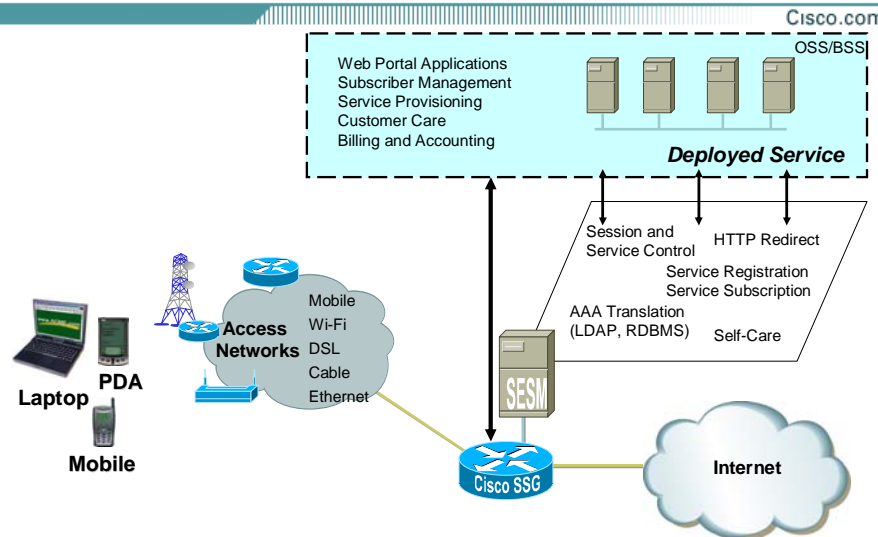 Cisco.com
OSS/BSS
Web Portal Applications
Subscriber Management
Service Provisioning
Customer Care
Billing and Accounting
Deployed Service
Session and
Service Control
HTTP Redirect
Service Registration
Service Subscription
AAA Translation
(LDAP, RDBMS)
Self-Care
Access
Networks
Mobile
Wi-Fi
DSL
Cable
Ethernet
Laptop
PDA
Mobile
SESM
Cisco SSG
Internet